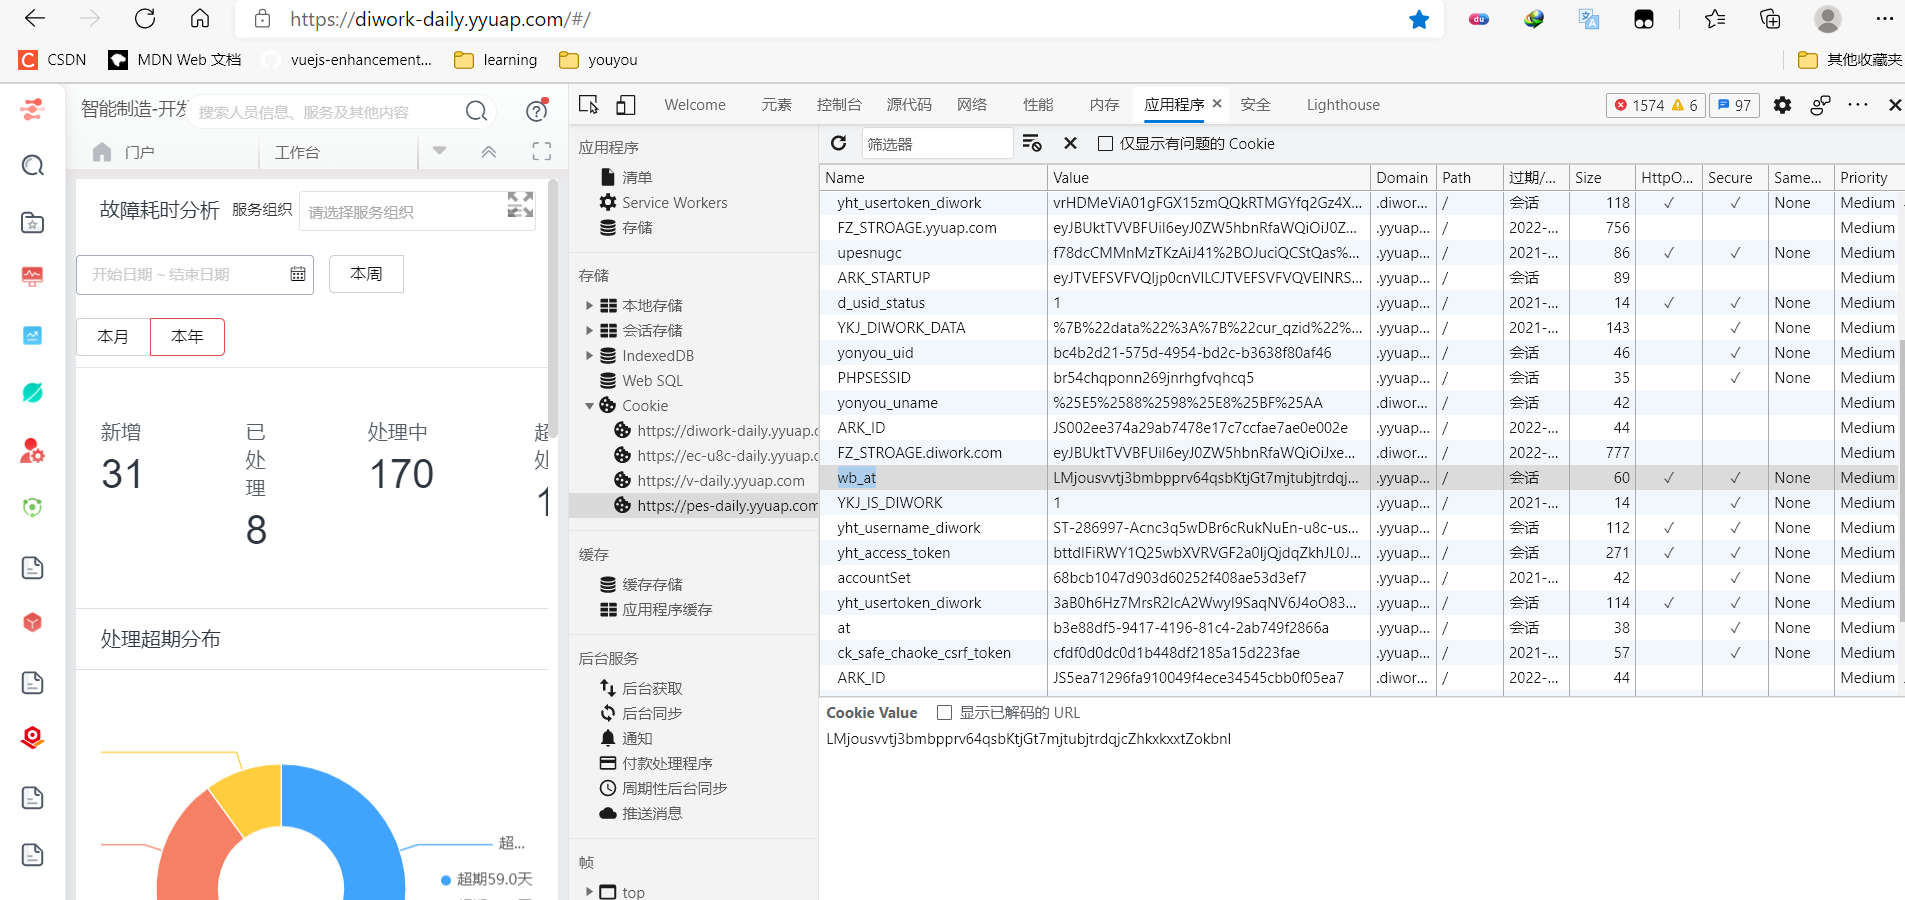 https://diwork-daily.yyuap.com/#/
CSDN MDN Web 文档 vuejs-enhancement... learning youyou 其他收藏夹
智能制造-开发 搜索人员信息、服务及其他内容
门户 工作台
故障耗时分析 服务组织 请选择服务组织
开始日期 ~ 结束日期 本周
本月 本年
新增 31
已处理 8
处理中 170
超 处 1
处理超期分布
超...
超期59.0天
Welcome 元素 控制台 源代码 网络 性能 内存 应用程序 安全 Lighthouse 1574 6 97
应用程序
清单
Service Workers
存储
存储
本地存储
会话存储
IndexedDB
Web SQL
Cookie
https://diwork-daily.yyuap.c
https://ec-u8c-daily.yyuap.c
https://v-daily.yyuap.com
https://pes-daily.yyuap.com
缓存
缓存存储
应用程序缓存
后台服务
后台获取
后台同步
通知
付款处理程序
周期性后台同步
推送消息
帧
top
筛选器 仅显示有问题的 Cookie
Name Value Domain Path 过期/... Size HttpO... Secure Same... Priority
yht_usertoken_diwork vrHDMeViA01gFGX15zmQQkRTMGYfq2Gz4X... .diwor... / 会话 118 ✓ ✓ None Medium
FZ_STROAGE.yyuap.com eyJBUktTVVBFUiI6eyJ0ZW5hbnRfaWQiOiJ0Z... .yyuap... / 2022-... 756 Medium
upesnugc f78dcCMMnMzTKzAiJ41%2BOJuciQCStQas%... .yyuap... / 会话 86 ✓ ✓ None Medium
ARK_STARTUP eyJTVEFSVFVQIjp0cnVlLCJTVEFSVFVQVElNRS... .yyuap... / 会话 89 Medium
d_usid_status 1 .yyuap... / 2021-... 14 ✓ ✓ None Medium
YKJ_DIWORK_DATA %7B%22data%22%3A%7B%22cur_qzid%22%... .yyuap... / 2021-... 143 ✓ None Medium
yonyou_uid bc4b2d21-575d-4954-bd2c-b3638f80af46 .yyuap... / 会话 46 ✓ None Medium
PHPSESSID br54chqponn269jnrhgfvqhcq5 .yyuap... / 会话 35 ✓ None Medium
yonyou_uname %25E5%2588%2598%25E8%25BF%25AA .diwor... / 会话 42 Medium
ARK_ID JS002ee374a29ab7478e17c7ccfae7ae0e002e .yyuap... / 2022-... 44 Medium
FZ_STROAGE.diwork.com eyJBUktTVVBFUiI6eyJ0ZW5hbnRfaWQiOiJxe... .diwor... / 2022-... 777 Medium
wb_at LMjousvvtj3bmbpprv64qsbKtjGt7mjtubjtrdqj... .yyuap... / 会话 60 ✓ ✓ None Medium
YKJ_IS_DIWORK 1 .yyuap... / 2021-... 14 ✓ None Medium
yht_username_diwork ST-286997-Acnc3q5wDBr6cRukNuEn-u8c-us... .yyuap... / 会话 112 ✓ ✓ None Medium
yht_access_token bttdlFiRWY1Q25wbXVRVGF2a0ljQjdqZkhJL0J... .yyuap... / 会话 271 ✓ ✓ None Medium
accountSet 68bcb1047d903d60252f408ae53d3ef7 .yyuap... / 2021-... 42 ✓ None Medium
yht_usertoken_diwork 3aB0h6Hz7MrsR2IcA2Wwyl9SaqNV6J4oO83... .yyuap... / 会话 114 ✓ ✓ None Medium
at b3e88df5-9417-4196-81c4-2ab749f2866a .yyuap... / 会话 38 ✓ None Medium
ck_safe_chaoke_csrf_token cfdf0d0dc0d1b448df2185a15d223fae .yyuap... / 2021-... 57 ✓ None Medium
ARK_ID JS5ea71296fa910049f4ece34545cbb0f05ea7 .diwor... / 2022-... 44 Medium
Cookie Value 显示已解码的 URL
LMjousvvtj3bmbpprv64qsbKtjGt7mjtubjtrdqjcZhkxkxxtZokbnl